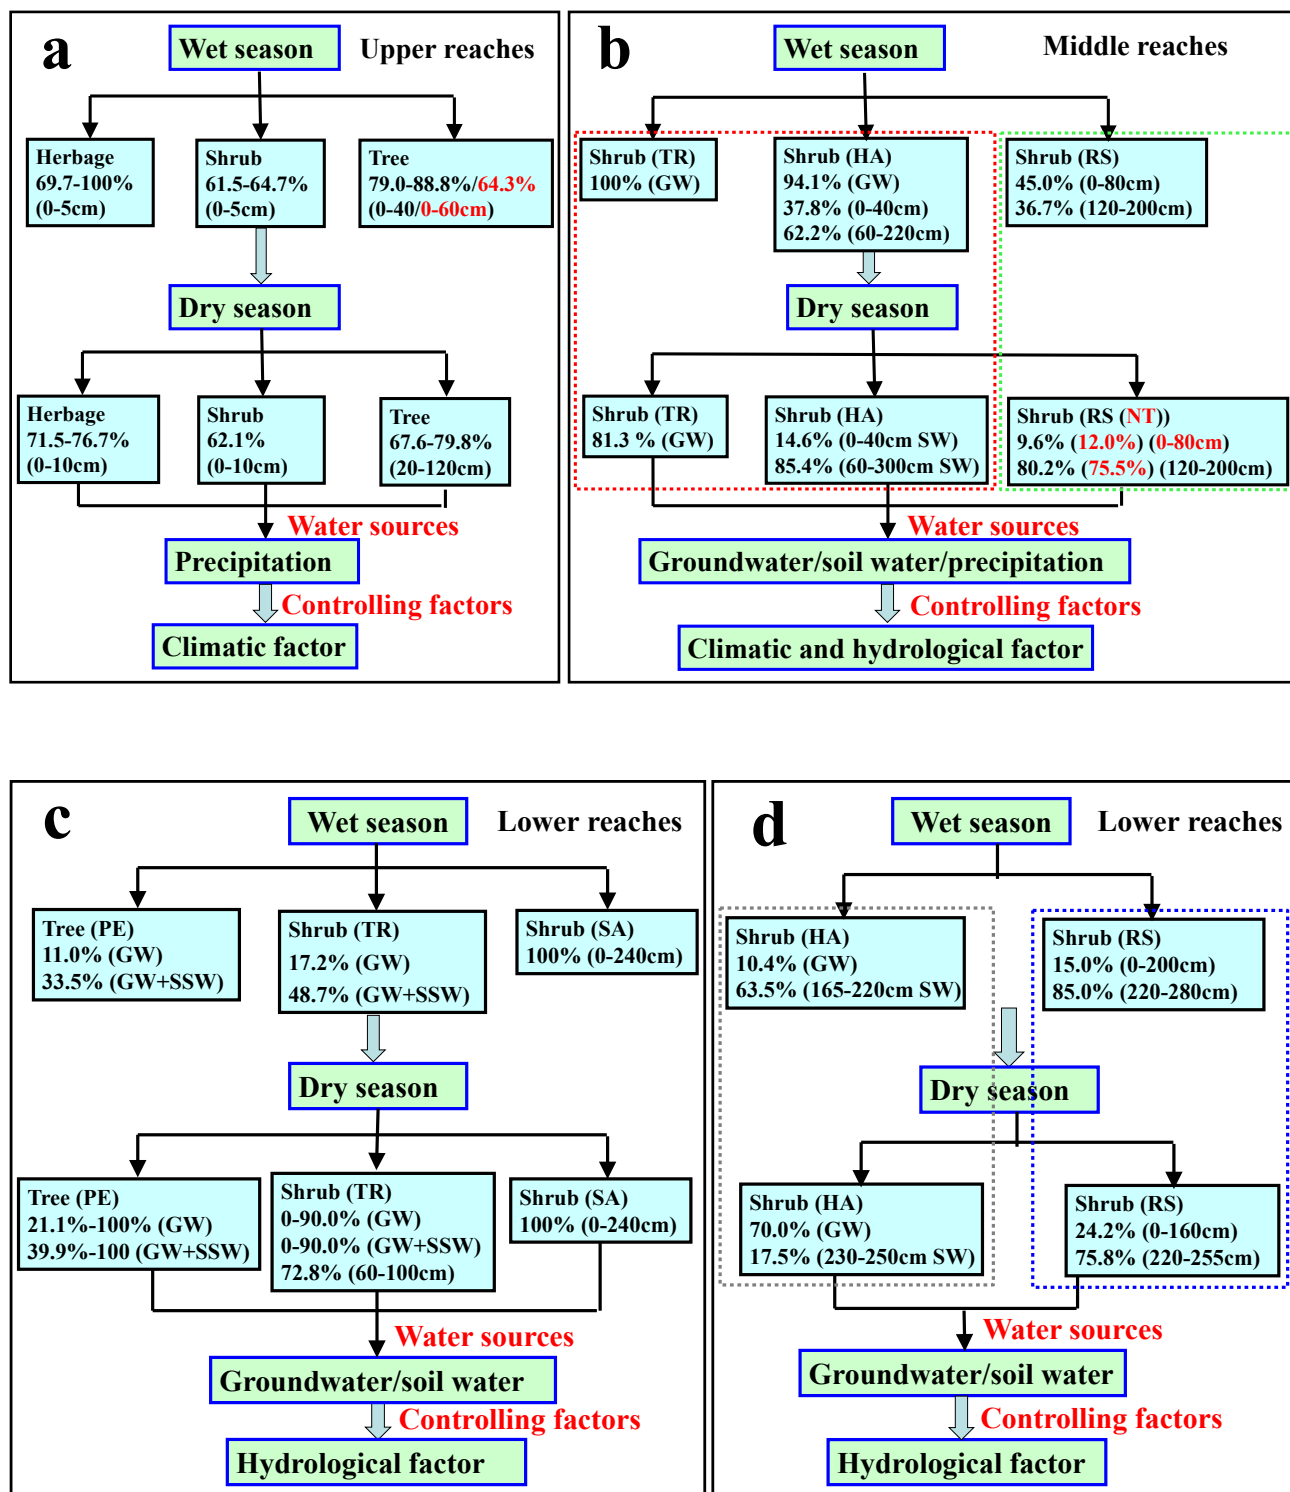 a
Wet season
Upper reaches
Herbage
69.7-100%
(0-5cm)
Shrub
61.5-64.7%
(0-5cm)
Tree
79.0-88.8%/64.3%
(0-40/0-60cm)
Dry season
Herbage
71.5-76.7%
(0-10cm)
Shrub
62.1%
(0-10cm)
Tree
67.6-79.8%
(20-120cm)
Water sources
Precipitation
Controlling factors
Climatic factor
b
Wet season
Middle reaches
Shrub (TR)
100% (GW)
Shrub (HA)
94.1% (GW)
37.8% (0-40cm)
62.2% (60-220cm)
Shrub (RS)
45.0% (0-80cm)
36.7% (120-200cm)
Dry season
Shrub (TR)
81.3 % (GW)
Shrub (HA)
14.6% (0-40cm SW)
85.4% (60-300cm SW)
Shrub (RS (NT))
9.6% (12.0%) (0-80cm)
80.2% (75.5%) (120-200cm)
Water sources
Groundwater/soil water/precipitation
Controlling factors
Climatic and hydrological factor
c
Wet season
Lower reaches
Tree (PE)
11.0% (GW)
33.5% (GW+SSW)
Shrub (TR)
17.2% (GW)
48.7% (GW+SSW)
Shrub (SA)
100% (0-240cm)
Dry season
Tree (PE)
21.1%-100% (GW)
39.9%-100 (GW+SSW)
Shrub (TR)
0-90.0% (GW)
0-90.0% (GW+SSW)
72.8% (60-100cm)
Shrub (SA)
100% (0-240cm)
Water sources
Groundwater/soil water
Controlling factors
Hydrological factor
d
Wet season
Lower reaches
Shrub (HA)
10.4% (GW)
63.5% (165-220cm SW)
Shrub (RS)
15.0% (0-200cm)
85.0% (220-280cm)
Dry season
Shrub (HA)
70.0% (GW)
17.5% (230-250cm SW)
Shrub (RS)
24.2% (0-160cm)
75.8% (220-255cm)
Water sources
Groundwater/soil water
Controlling factors
Hydrological factor